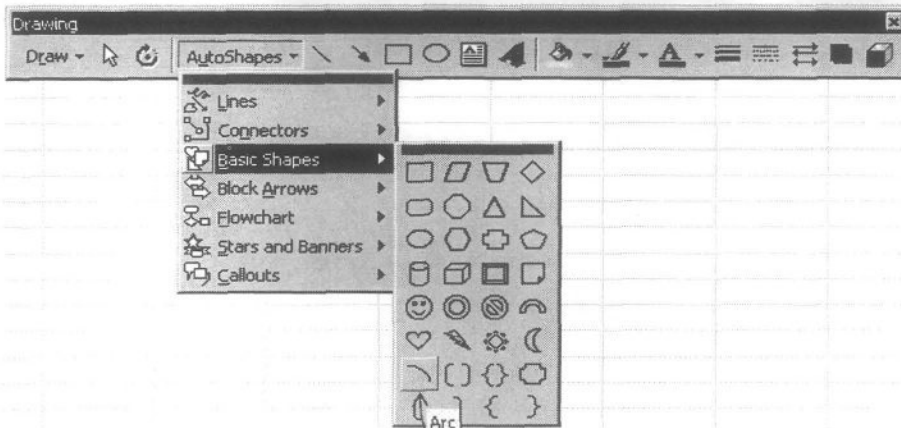 Drawing
Draw AutoShapes A
Lines
Connectors
Basic Shapes
Block Arrows
Flowchart
Stars and Banners
Callouts
Arc